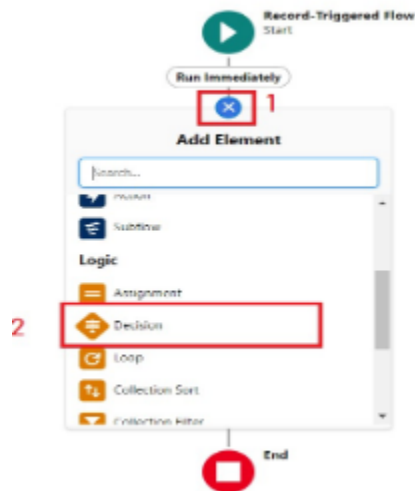 Record-Triggered Flow
Start
Run Immediately
1
Add Element
Search...
Action
Subflow
Logic
Assignment
2
Decision
Loop
Collection Sort
Collection Filter
End